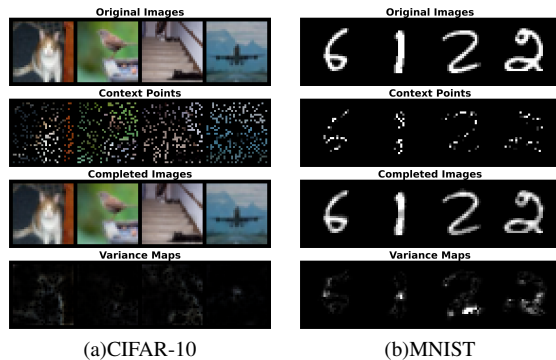 Original Images
Context Points
Completed Images
Variance Maps
(a)CIFAR-10
Original Images
Context Points
Completed Images
Variance Maps
(b)MNIST